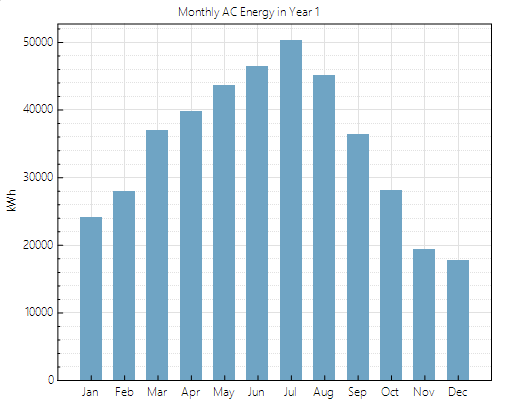 Monthly AC Energy in Year 1
kWh
50000
40000
30000
20000
10000
0
Jan Feb Mar Apr May Jun Jul Aug Sep Oct Nov Dec